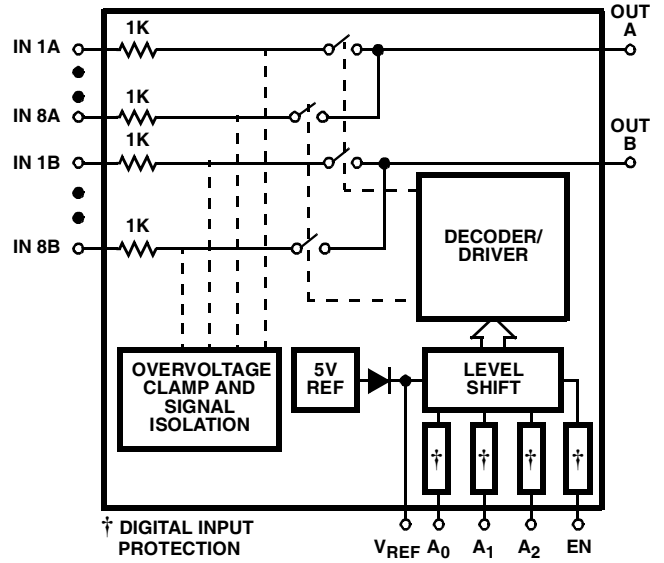 OUT
A
1K
IN 1A
1K
IN 8A
OUT
B
1K
IN 1B
1K
IN 8B
DECODER/
DRIVER
OVERVOLTAGE
CLAMP AND
SIGNAL
ISOLATION
5V
REF
LEVEL
SHIFT
† † † †
† DIGITAL INPUT
PROTECTION
VREF A0 A1 A2 EN